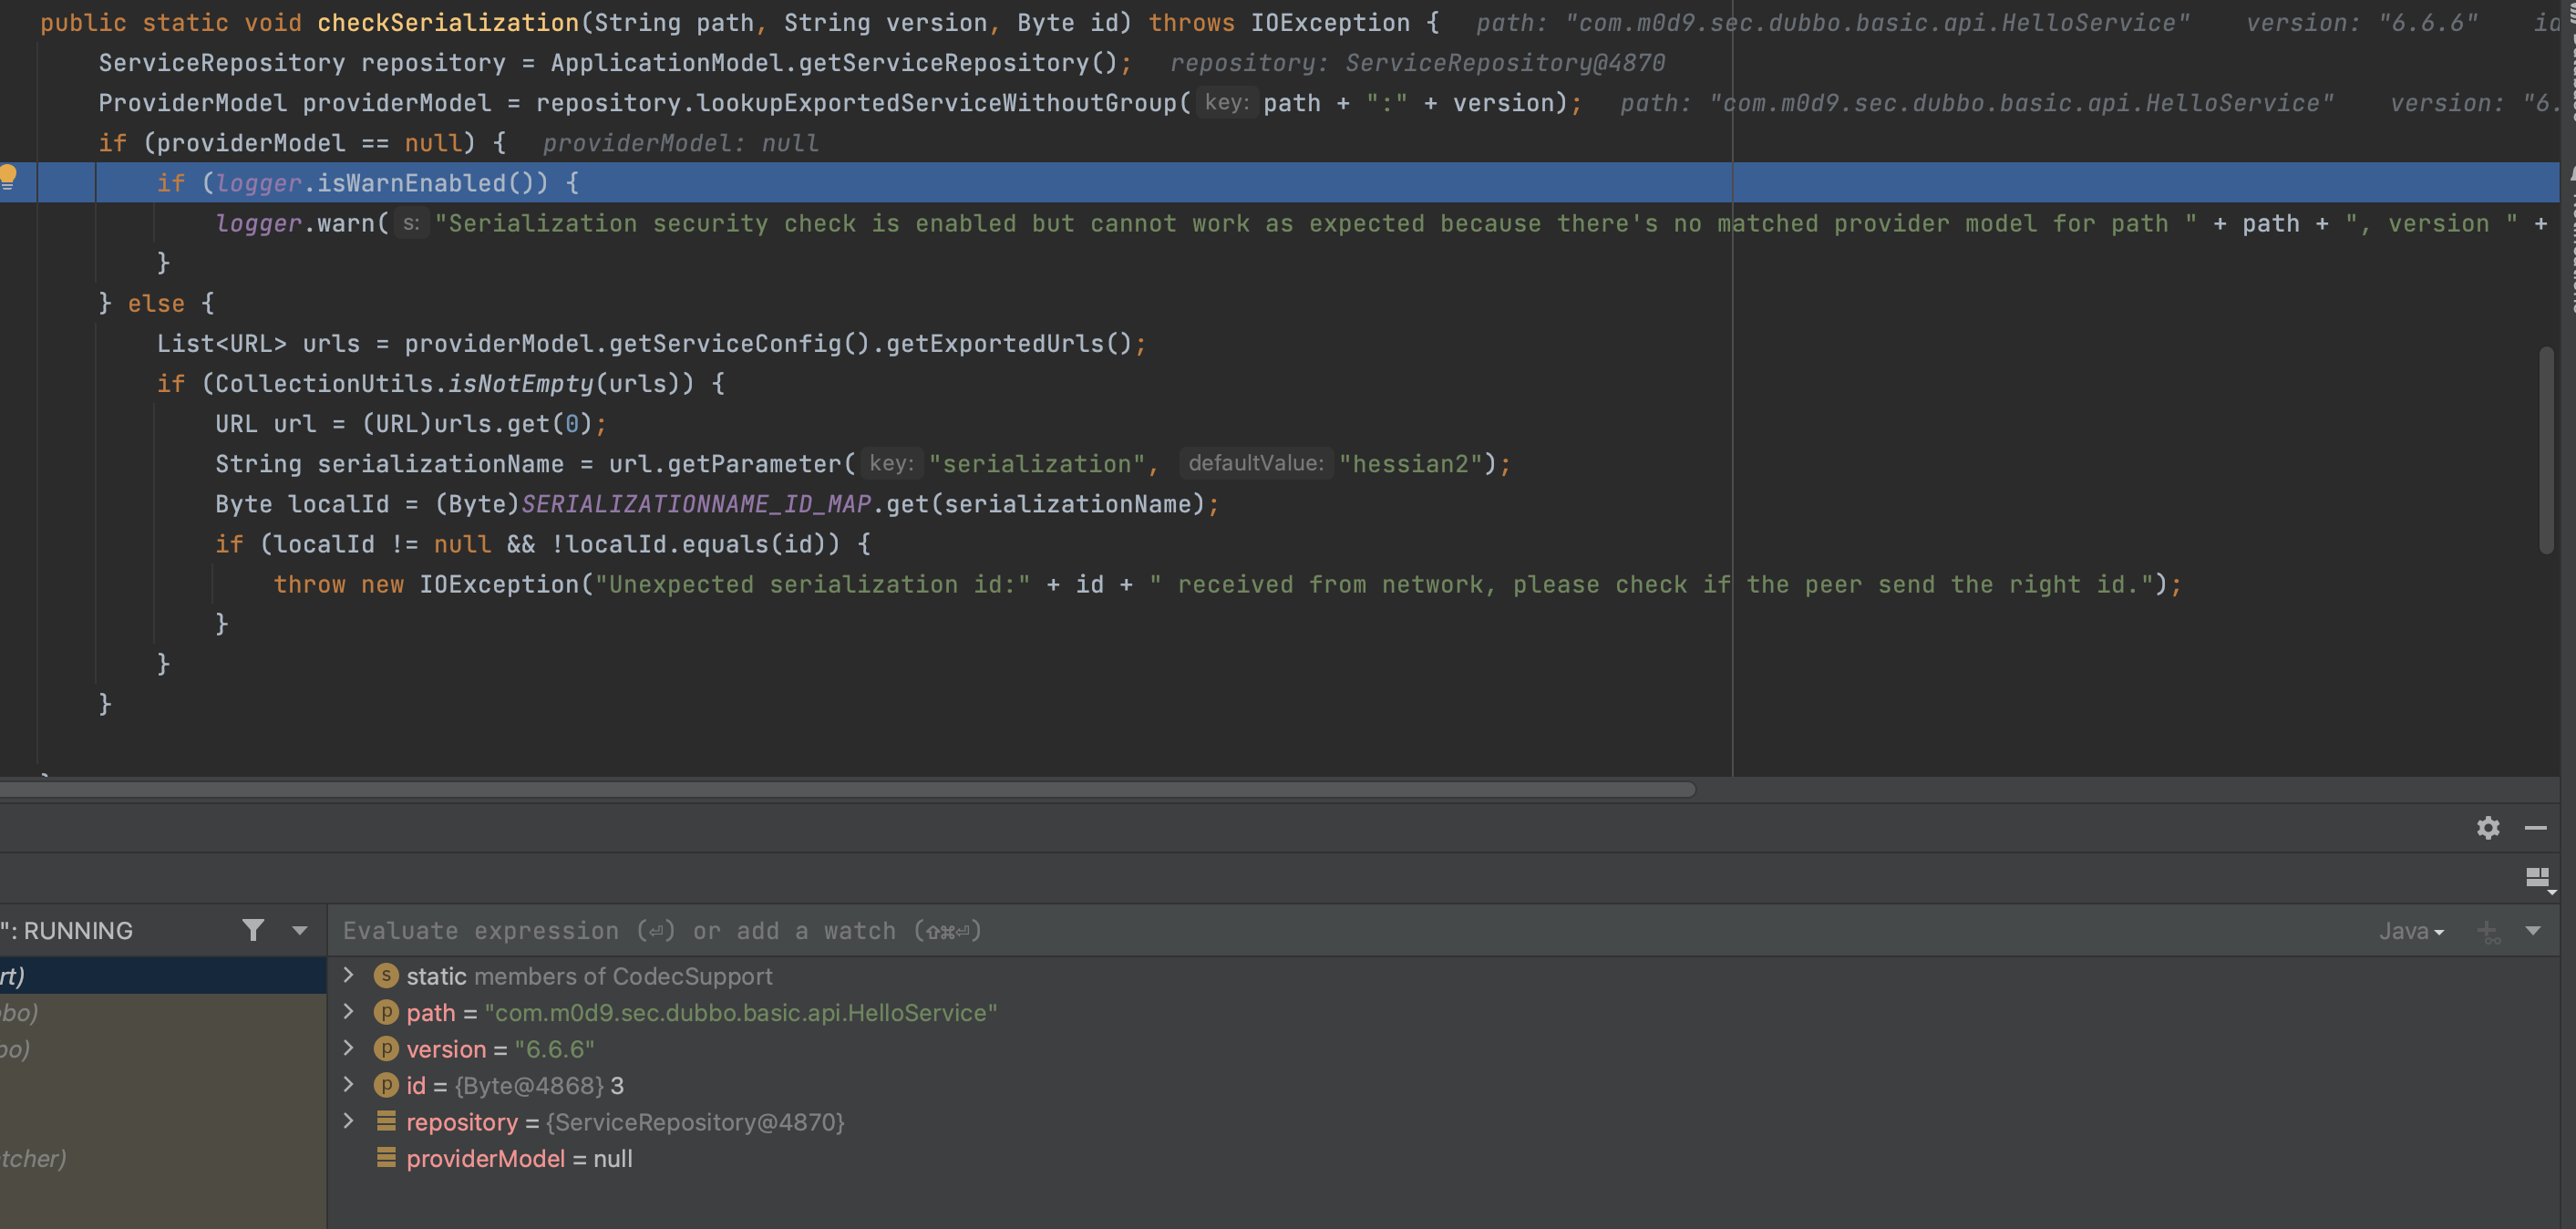 public static void checkSerialization(String path, String version, Byte id) throws IOException { path: "com.m0d9.sec.dubbo.basic.api.HelloService" version: "6.6.6" id
ServiceRepository repository = ApplicationModel.getServiceRepository(); repository: ServiceRepository@4870
ProviderModel providerModel = repository.lookupExportedServiceWithoutGroup( key: path + ":" + version); path: "com.m0d9.sec.dubbo.basic.api.HelloService" version: "6.
if (providerModel == null) { providerModel: null
if (logger.isWarnEnabled()) {
logger.warn( s: "Serialization security check is enabled but cannot work as expected because there's no matched provider model for path " + path + ", version " +
}
} else {
List<URL> urls = providerModel.getServiceConfig().getExportedUrls();
if (CollectionUtils.isNotEmpty(urls)) {
URL url = (URL)urls.get(0);
String serializationName = url.getParameter( key: "serialization", defaultValue: "hessian2");
Byte localId = (Byte)SERIALIZATIONNAME_ID_MAP.get(serializationName);
if (localId != null && !localId.equals(id)) {
throw new IOException("Unexpected serialization id:" + id + " received from network, please check if the peer send the right id.");
}
}
}
": RUNNING
Evaluate expression (⏎) or add a watch (⇧⌘⏎)
Java
rt)
static members of CodecSupport
bo)
path = "com.m0d9.sec.dubbo.basic.api.HelloService"
bo)
version = "6.6.6"
id = {Byte@4868} 3
repository = {ServiceRepository@4870}
tcher)
providerModel = null